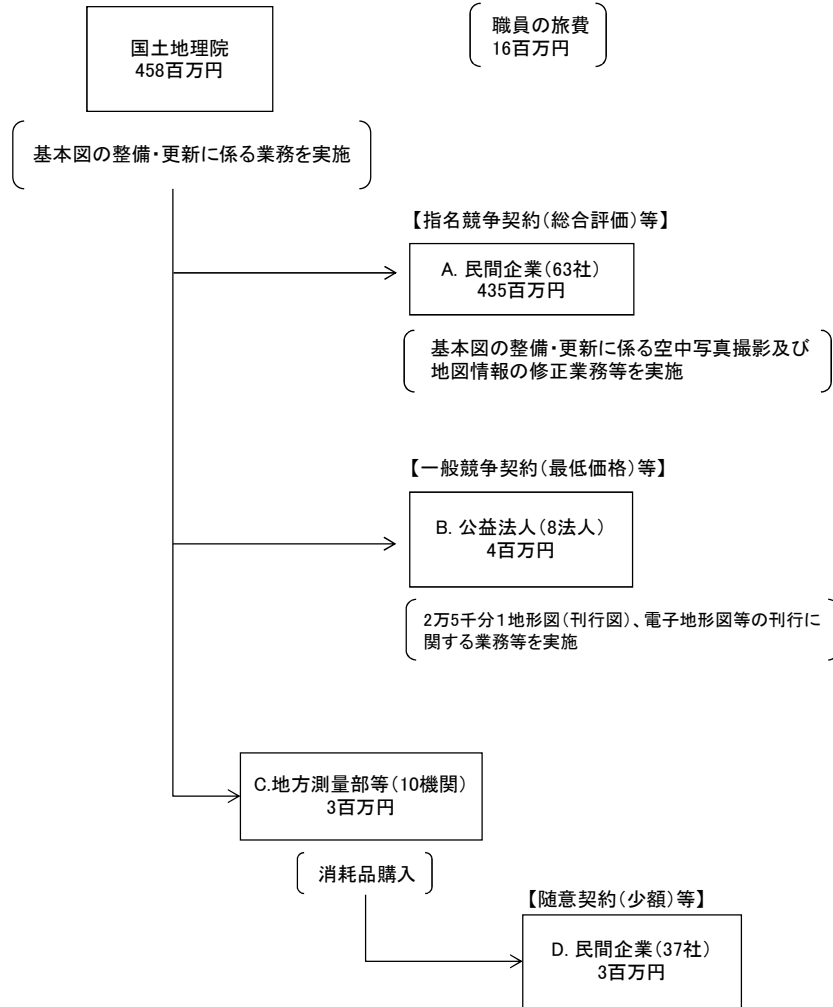 国土地理院
458百万円
職員の旅費
16百万円
基本図の整備・更新に係る業務を実施
【指名競争契約(総合評価)等】
A. 民間企業(63社)
435百万円
基本図の整備・更新に係る空中写真撮影及び
地図情報の修正業務等を実施
【一般競争契約(最低価格)等】
B. 公益法人(8法人)
4百万円
2万5千分1地形図(刊行図)、電子地形図等の刊行に
関する業務等を実施
C.地方測量部等(10機関)
3百万円
消耗品購入
【随意契約(少額)等】
D. 民間企業(37社)
3百万円